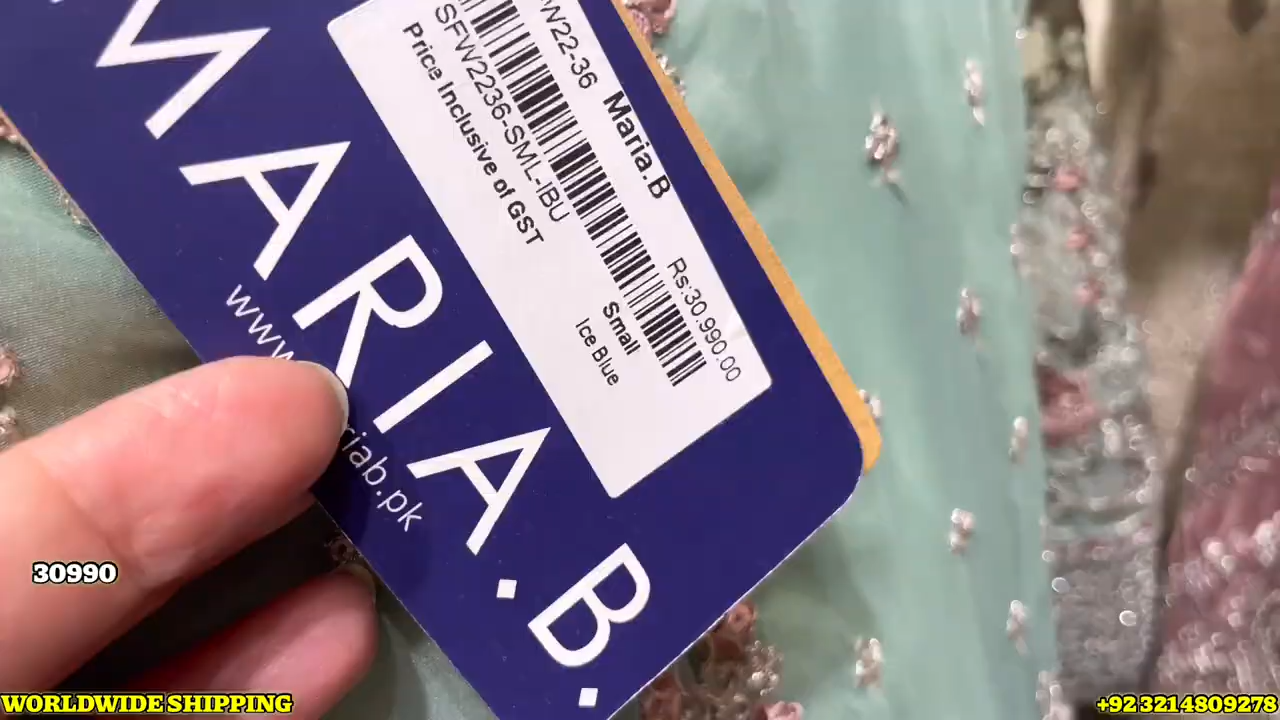 W22-36 Maria.B
Rs:30,990.00
SFW2236-SML-IBU
Small
Price Inclusive of GST
Ice Blue
MARIA.B.
www.
riab.pk
30990
WORLDWIDE SHIPPING
+92 3214809278